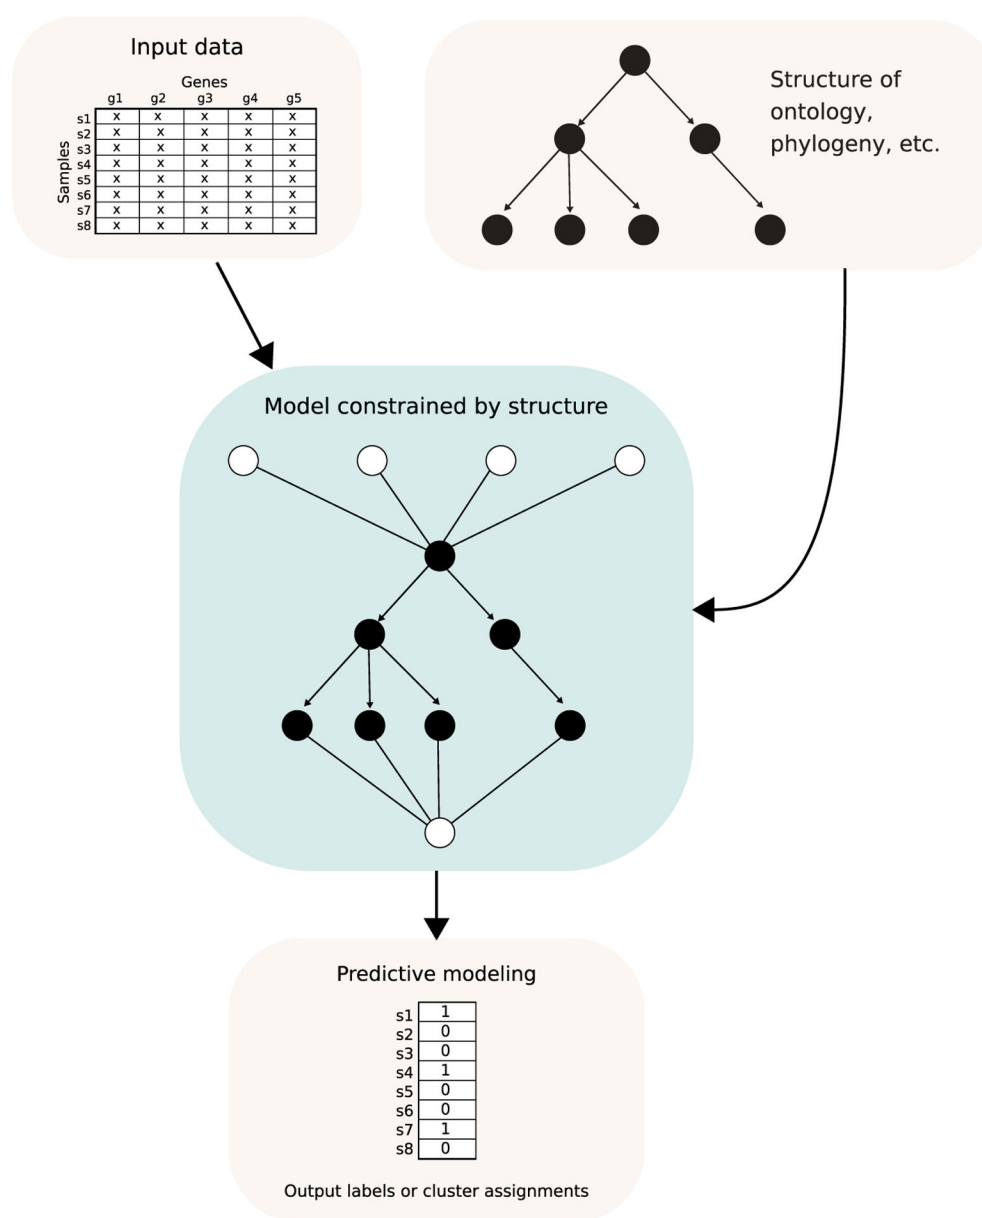 Input data
Genes
g1 g2 g3 g4 g5
Samples
s1 x x x x x
s2 x x x x x
s3 x x x x x
s4 x x x x x
s5 x x x x x
s6 x x x x x
s7 x x x x x
s8 x x x x x
Structure of
ontology,
phylogeny, etc.
Model constrained by structure
Predictive modeling
s1 1
s2 0
s3 0
s4 1
s5 0
s6 0
s7 1
s8 0
Output labels or cluster assignments